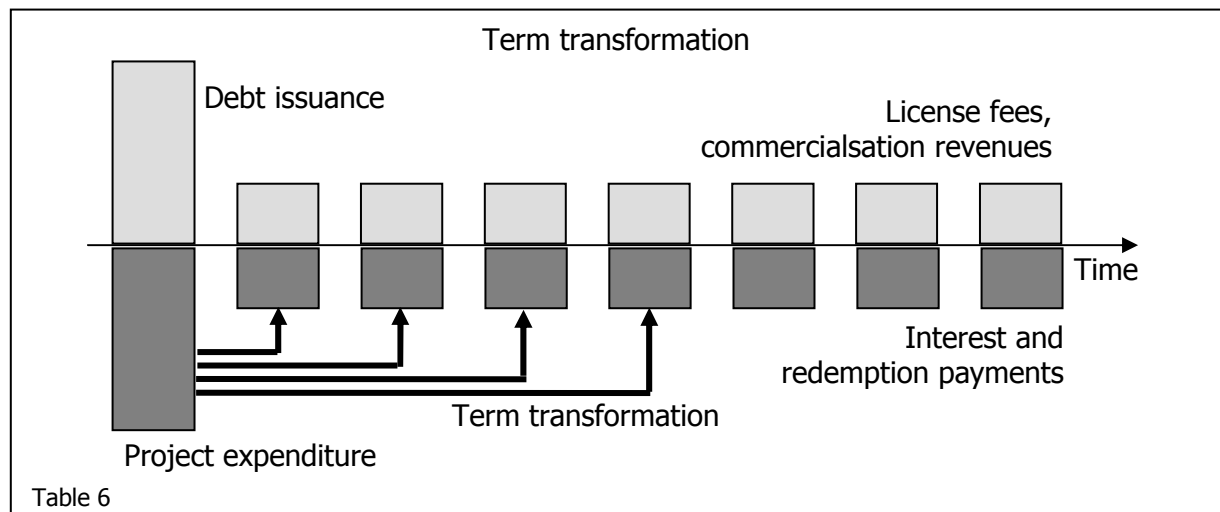 Term transformation
Debt issuance
License fees,
commercialsation revenues
Time
Interest and
redemption payments
Term transformation
Project expenditure
Table 6